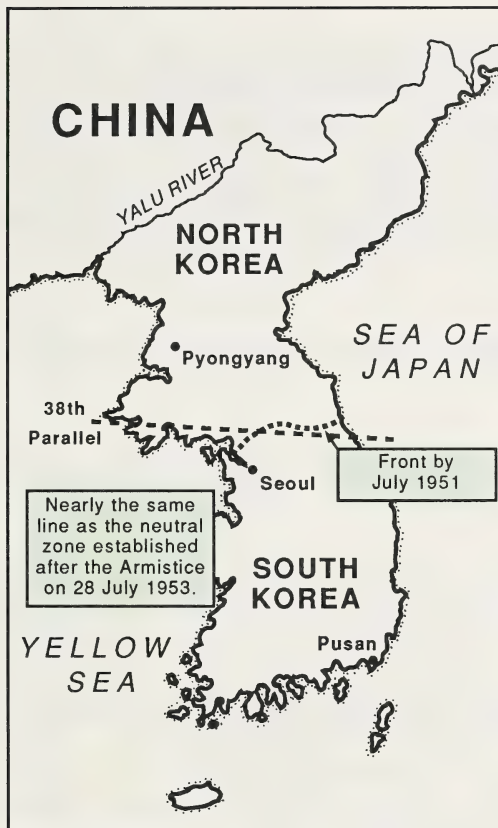 CHINA
YALU RIVER
NORTH
KOREA
SEA OF
JAPAN
Pyongyang
38th
Parallel
Front by
July 1951
Seoul
Nearly the same
line as the neutral
zone established
after the Armistice
on 28 July 1953.
SOUTH
KOREA
YELLOW
SEA
Pusan